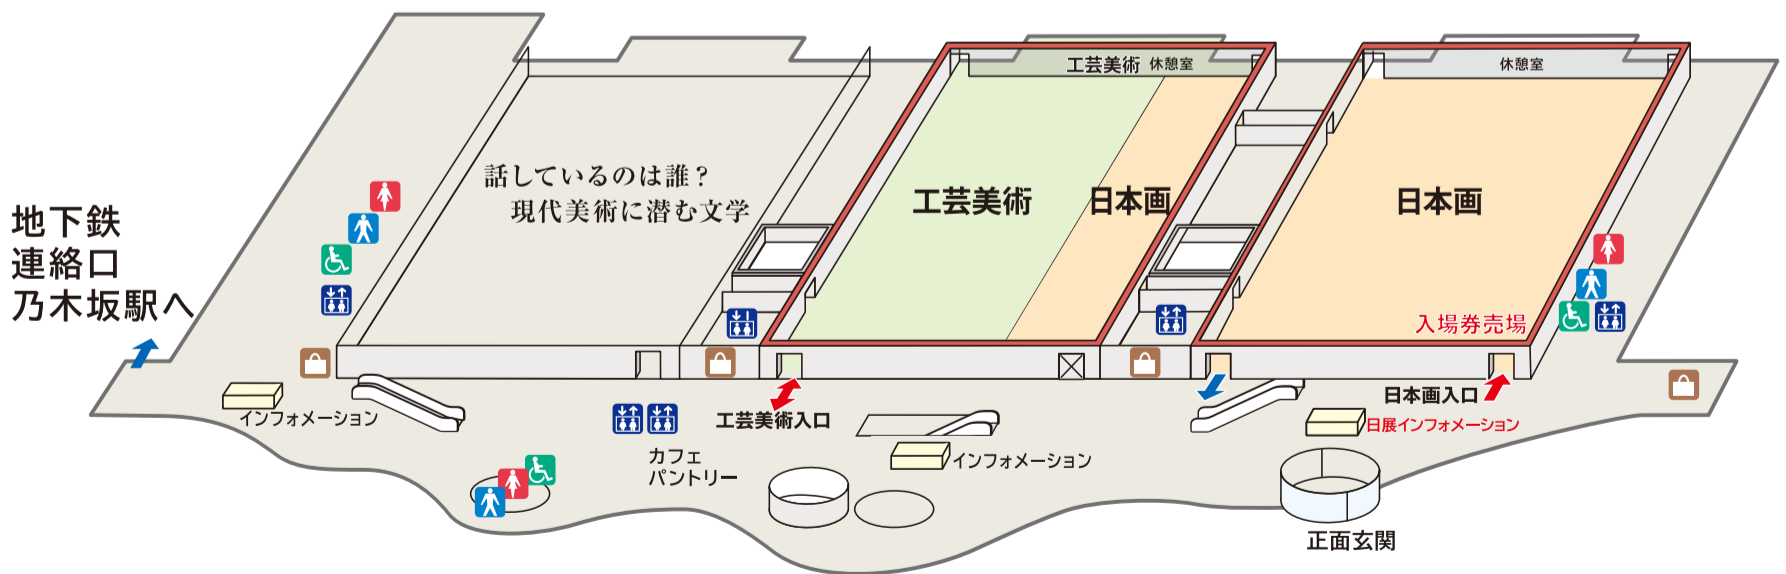 工芸美術 休憩室
休憩室
話しているのは誰?
現代美術に潜む文学
工芸美術
日本画
日本画
地下鉄
連絡口
乃木坂駅へ
入場券売場
インフォメーション
工芸美術入口
日本画入口
日展インフォメーション
カフェ
パントリー
インフォメーション
正面玄関